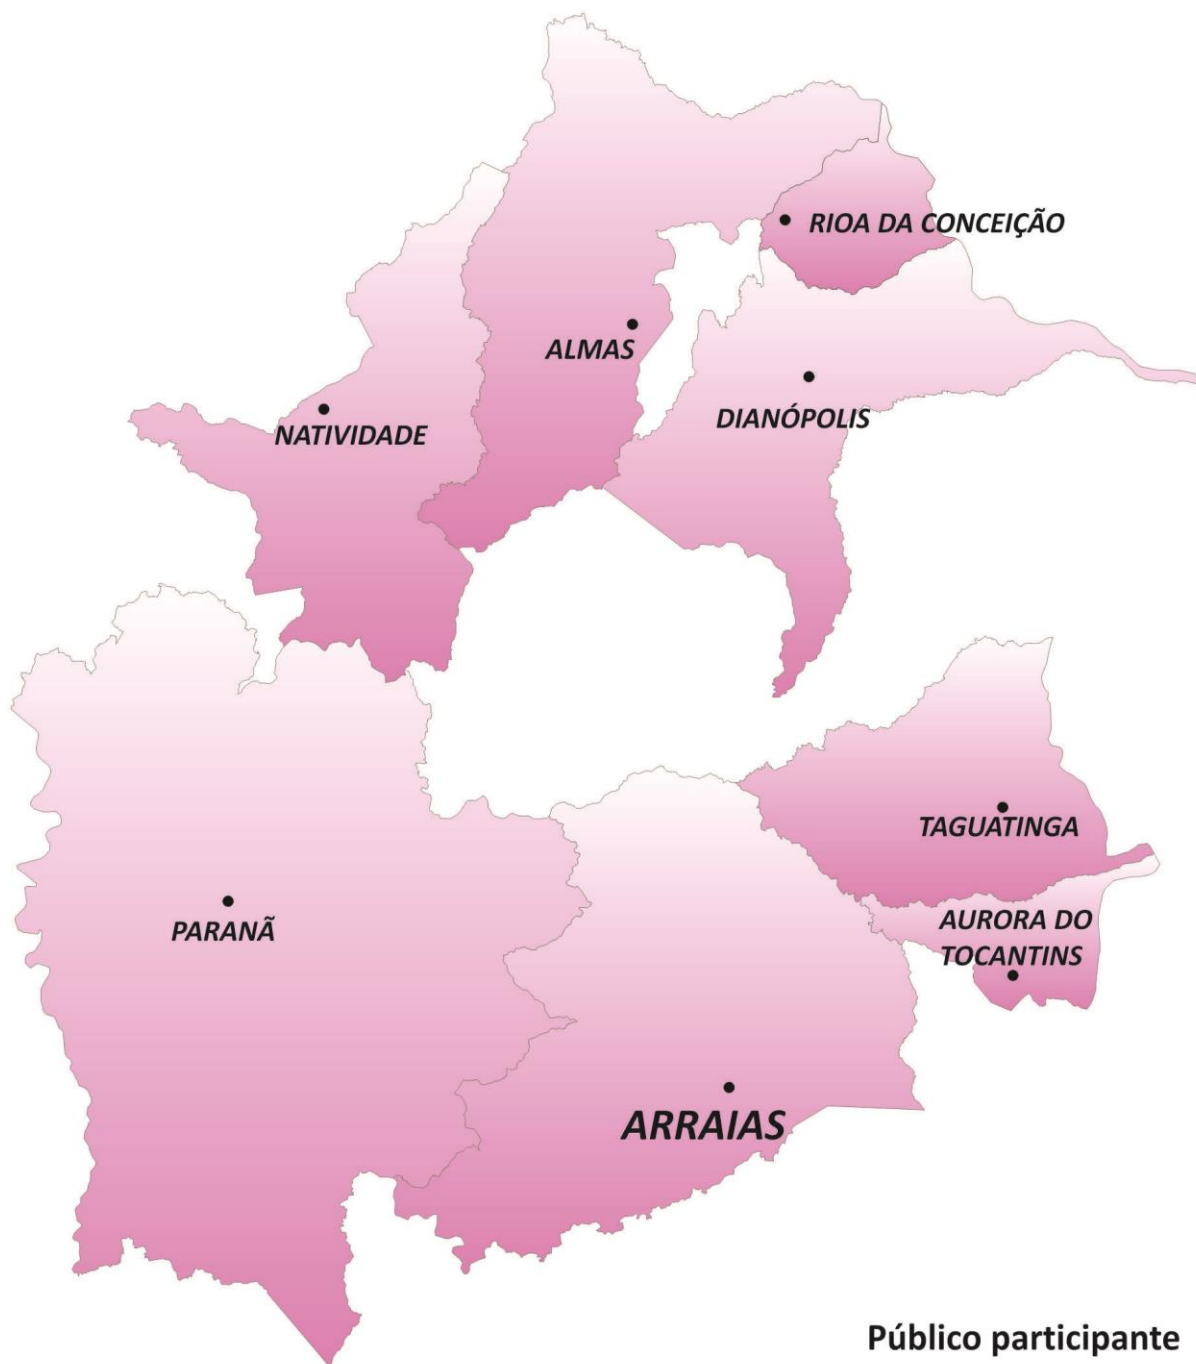 RIOA DA CONCEIÇÃO
ALMAS
DIANÓPOLIS
NATIVIDADE
TAGUATINGA
AURORA DO
TOCANTINS
PARANÃ
ARRAIAS
Público participante